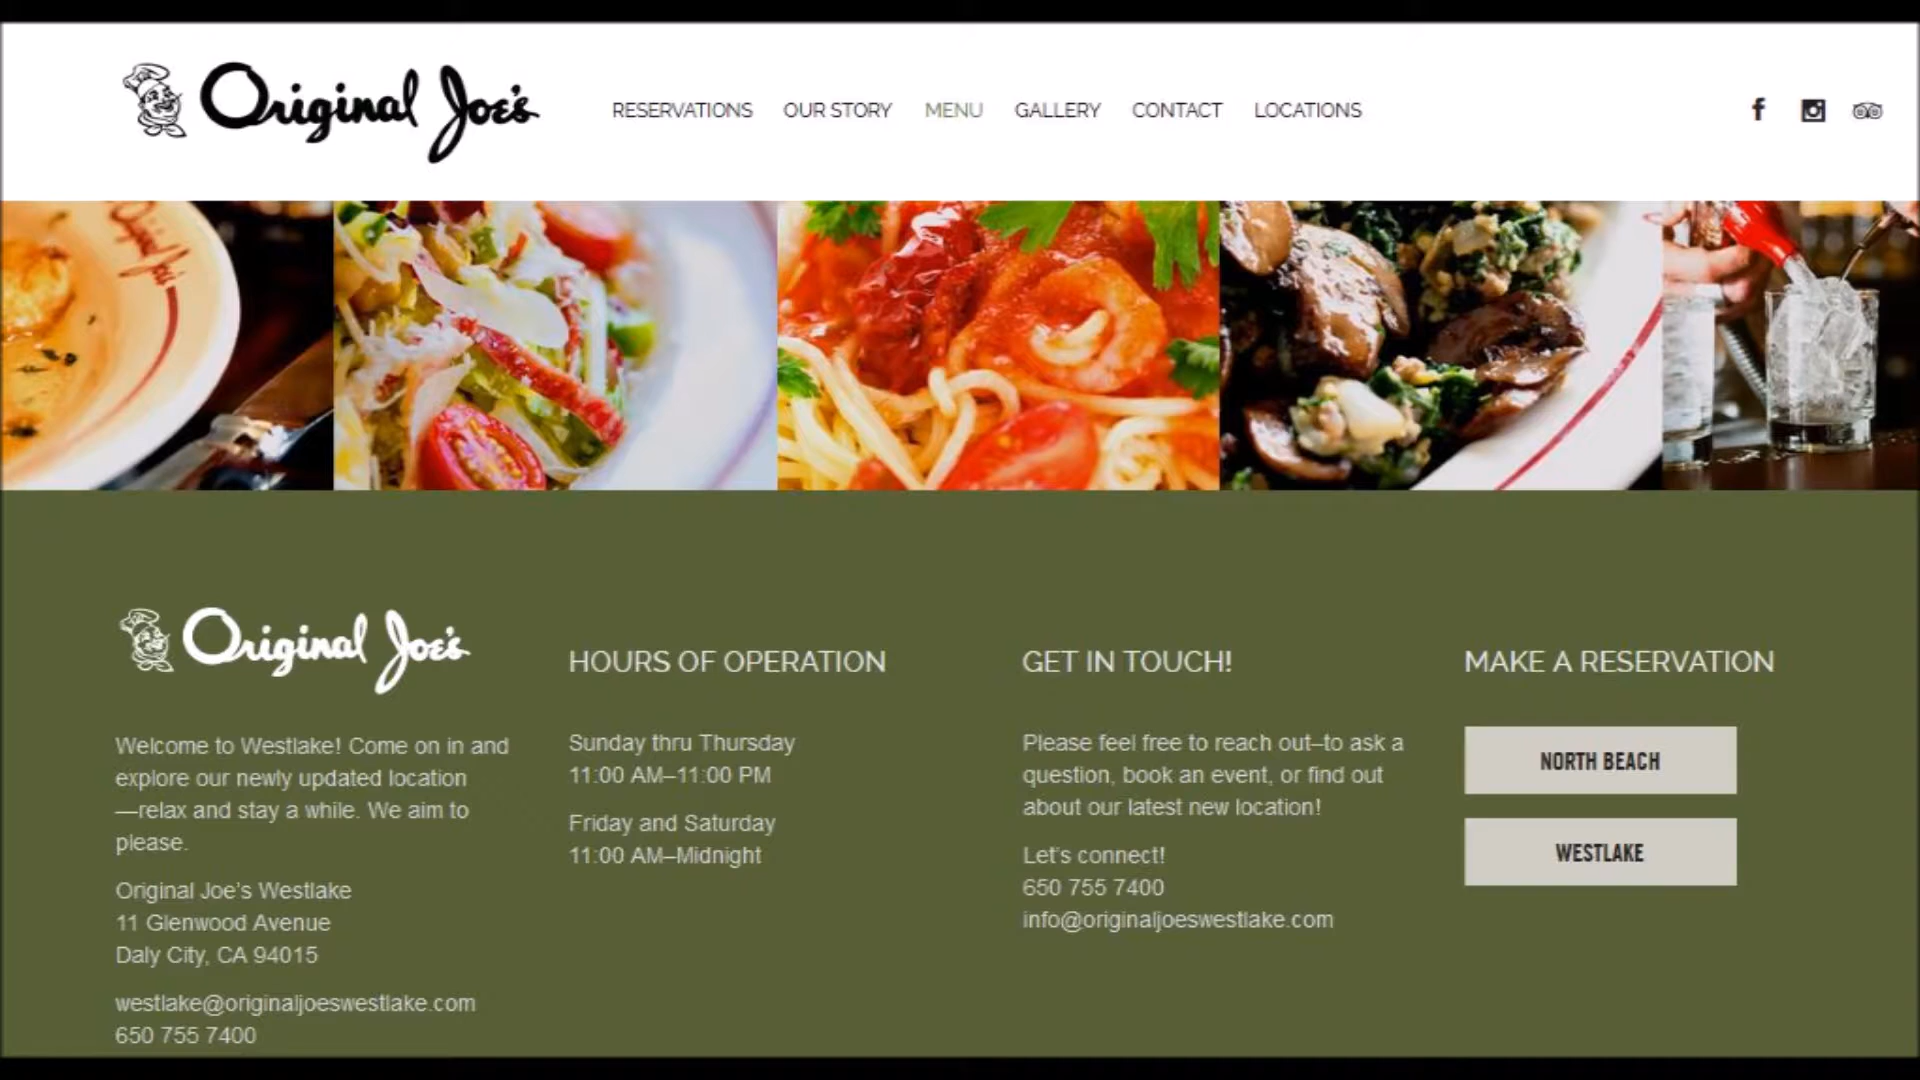 Original Joe's
RESERVATIONS OUR STORY MENU GALLERY CONTACT LOCATIONS
Original Joe's
Original Joe's
Welcome to Westlake! Come on in and
explore our newly updated location
—relax and stay a while. We aim to
please.
Original Joe's Westlake
11 Glenwood Avenue
Daly City, CA 94015
westlake@originaljoeswestlake.com
650 755 7400
HOURS OF OPERATION
Sunday thru Thursday
11:00 AM–11:00 PM
Friday and Saturday
11:00 AM–Midnight
GET IN TOUCH!
Please feel free to reach out–to ask a
question, book an event, or find out
about our latest new location!
Let's connect!
650 755 7400
info@originaljoeswestlake.com
MAKE A RESERVATION
NORTH BEACH
WESTLAKE